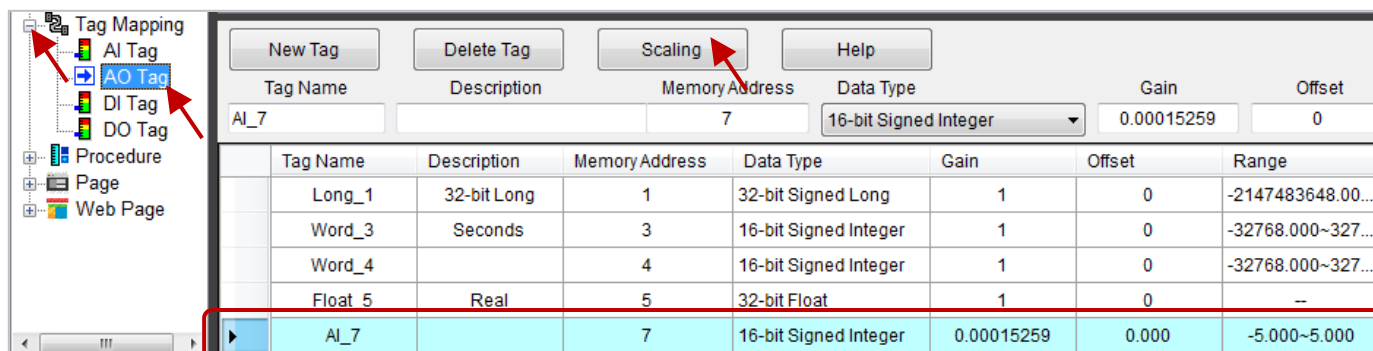 Tag Mapping
AI Tag
AO Tag
DI Tag
DO Tag
Procedure
Page
Web Page
New Tag Delete Tag Scaling Help
Tag Name Description Memory Address Data Type Gain Offset
AI_7 7 16-bit Signed Integer 0.00015259 0
Tag Name Description Memory Address Data Type Gain Offset Range
Long_1 32-bit Long 1 32-bit Signed Long 1 0 -2147483648.00...
Word_3 Seconds 3 16-bit Signed Integer 1 0 -32768.000~327...
Word_4 4 16-bit Signed Integer 1 0 -32768.000~327...
Float_5 Real 5 32-bit Float 1 0 --
AI_7 7 16-bit Signed Integer 0.00015259 0.000 -5.000~5.000